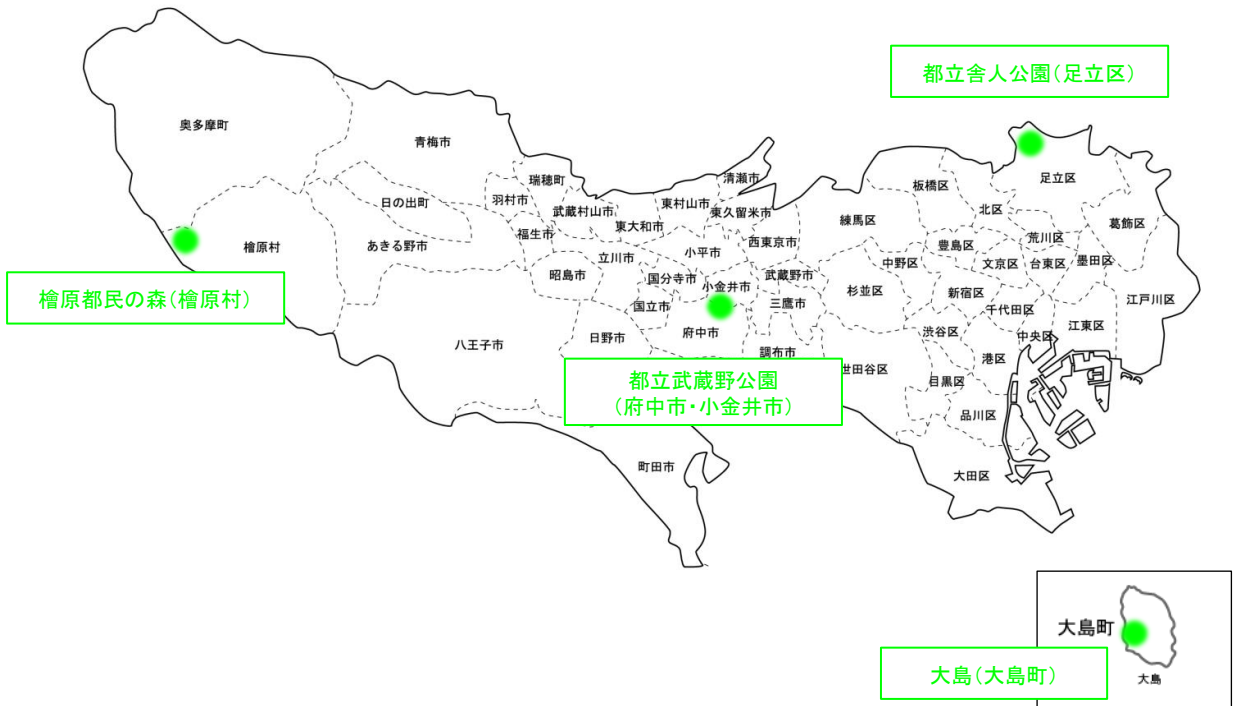 都立舎人公園(足立区)
奥多摩町
青梅市
瑞穂町
清瀬市
足立区
板橋区
日の出町
羽村市
武蔵村山市
東村山市
東久留米市
練馬区
北区
葛飾区
福生市
東大和市
荒川区
檜原村
あきる野市
立川市
小平市
西東京市
豊島区
文京区
台東区
墨田区
昭島市
国分寺市
小金井市
武蔵野市
中野区
杉並区
新宿区
江戸川区
檜原都民の森(檜原村)
国立市
三鷹市
千代田区
八王子市
日野市
府中市
渋谷区
中央区
江東区
調布市
世田谷区
港区
都立武蔵野公園
(府中市・小金井市)
目黒区
品川区
町田市
大田区
大島町
大島(大島町)
大島